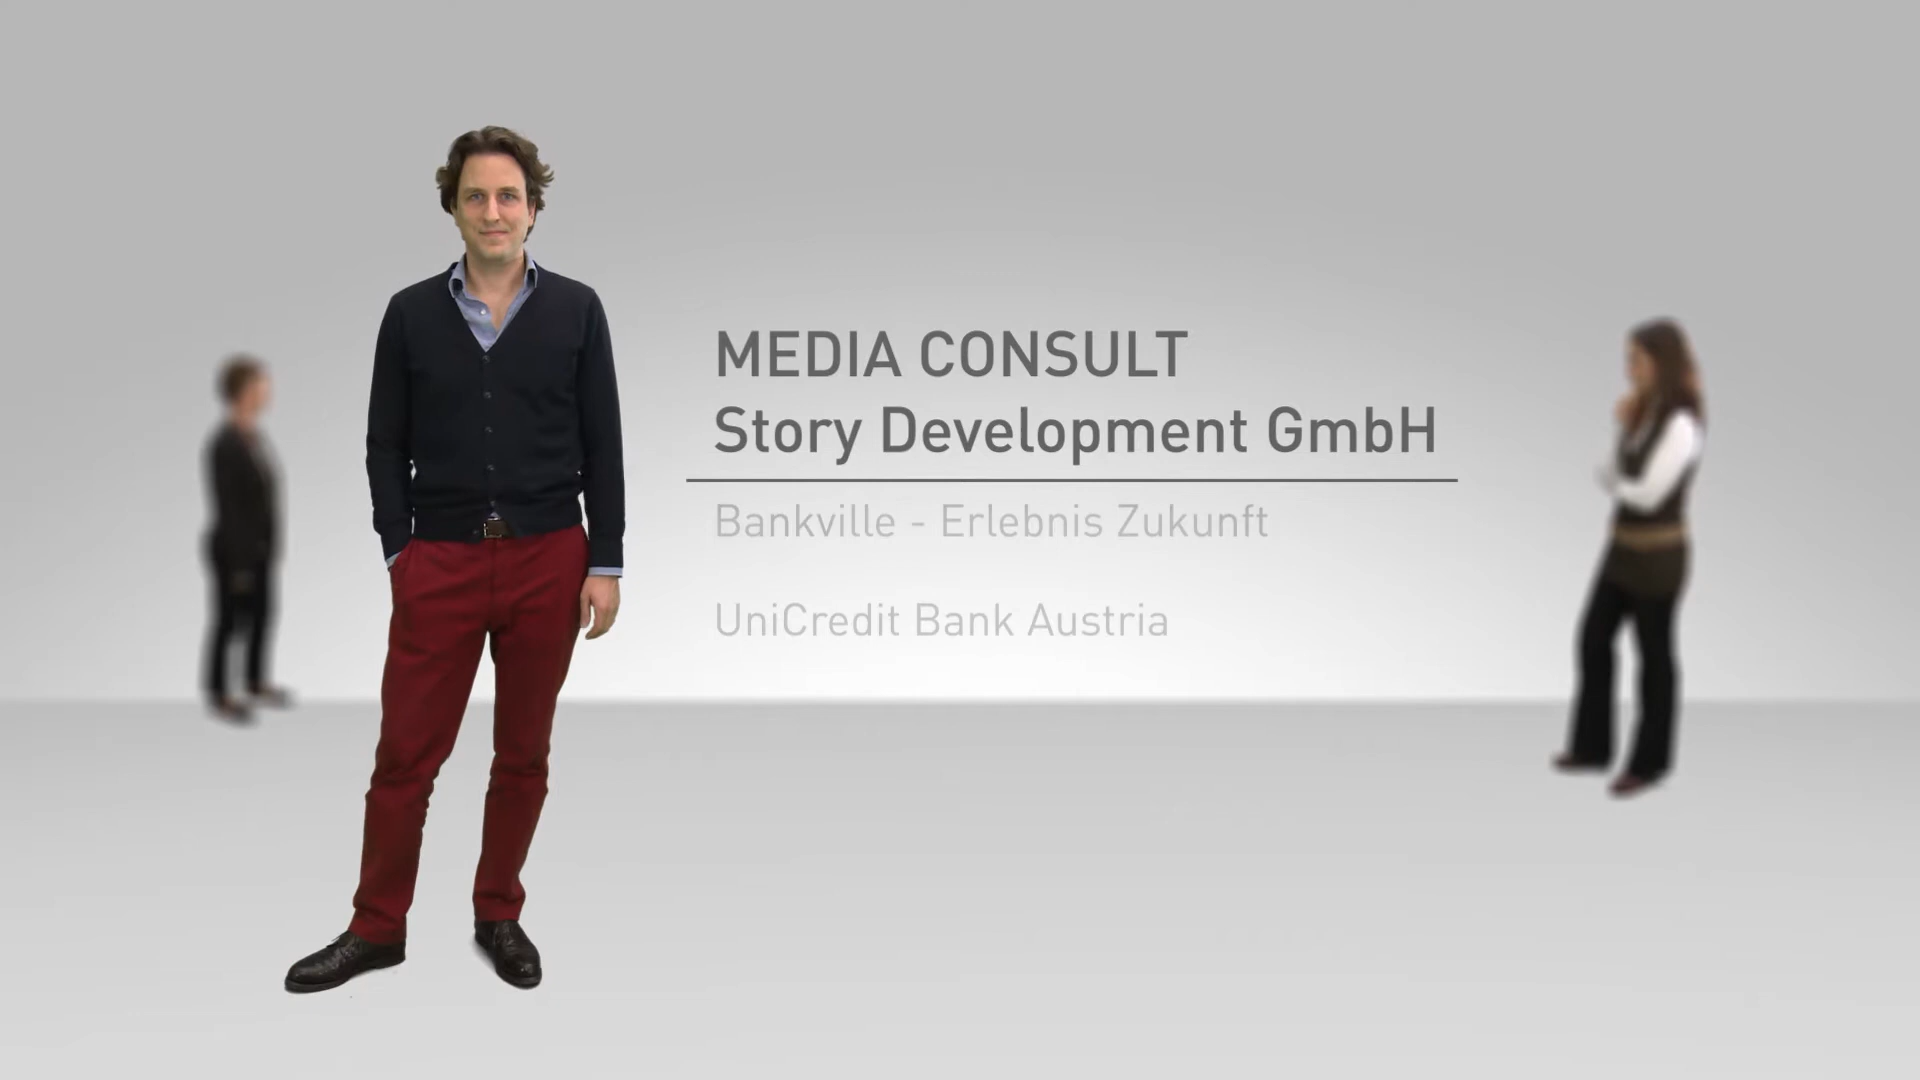 MEDIA CONSULT
Story Development GmbH
Bankville - Erlebnis Zukunft
UniCredit Bank Austria